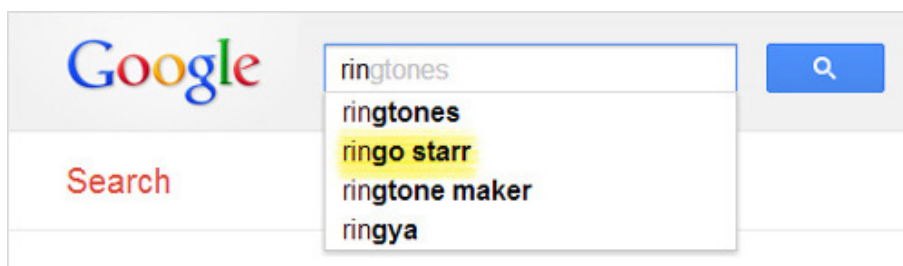 Google
ringtones
ringtones
ringo starr
ringtone maker
ringya
Search